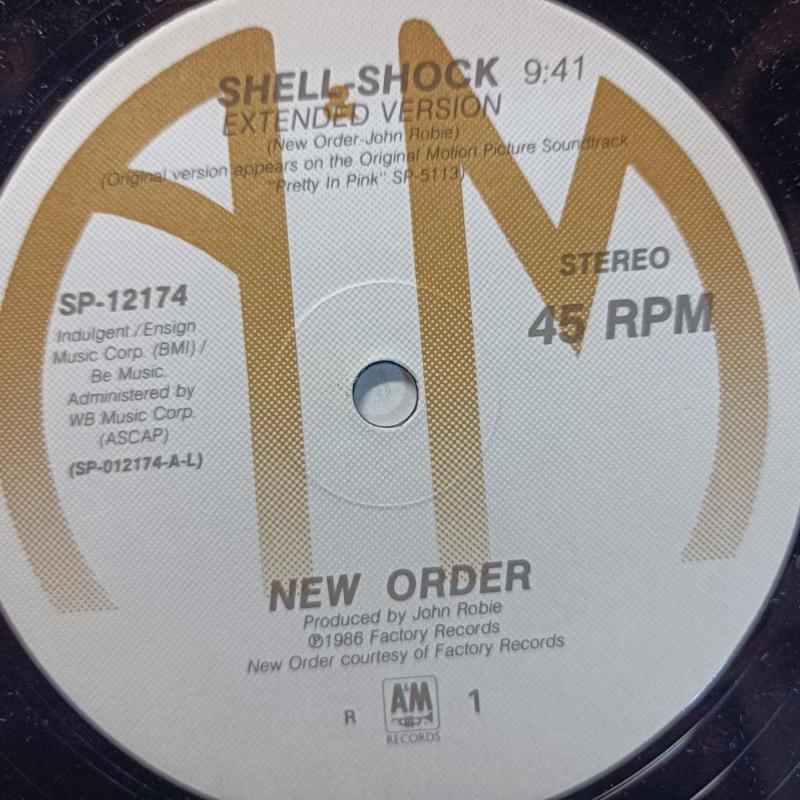 SHELL-SHOCK 9:41
EXTENDED VERSION
(New Order-John Robie)
(Original version appears on the Original Motion Picture Soundtrack
"Pretty In Pink" SP-5113)
STEREO
45 RPM
SP-12174
Indulgent/Ensign
Music Corp. (BMI)/
Be Music.
Administered by
WB Music Corp.
(ASCAP)
(SP-012174-A-L)
NEW ORDER
Produced by John Robie
℗1986 Factory Records
New Order courtesy of Factory Records
R A&M 1
RECORDS
A&M